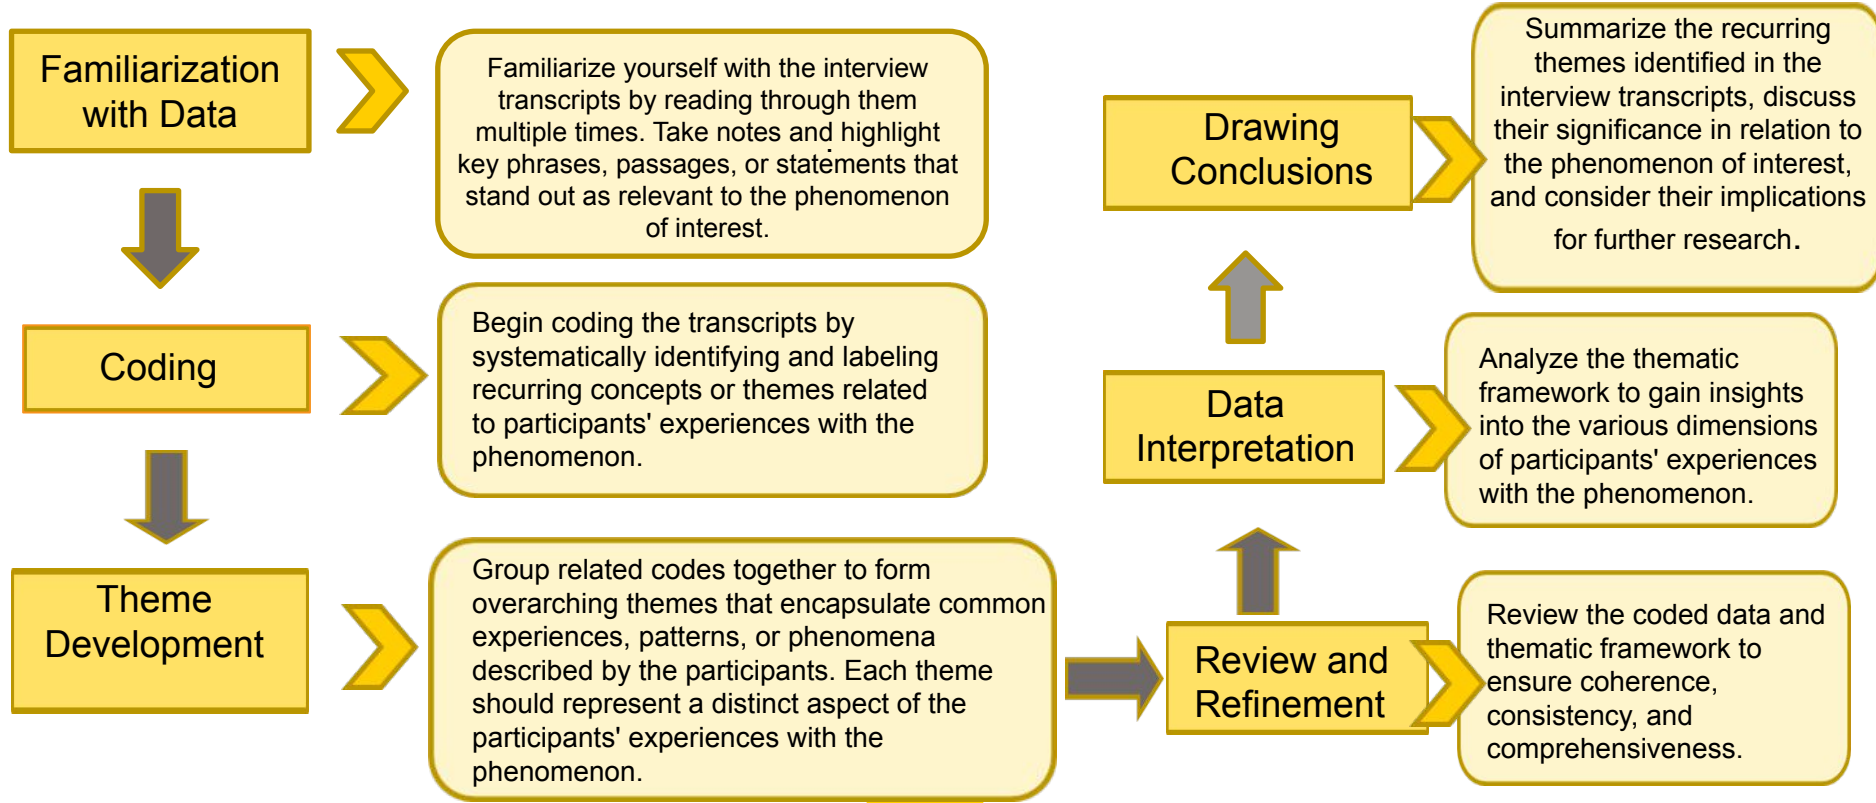 Familiarization
with Data
Familiarize yourself with the interview
transcripts by reading through them
multiple times. Take notes and highlight
key phrases, passages, or statements that
stand out as relevant to the phenomenon
of interest.
Coding
Begin coding the transcripts by
systematically identifying and labeling
recurring concepts or themes related
to participants' experiences with the
phenomenon.
Theme
Development
Group related codes together to form
overarching themes that encapsulate common
experiences, patterns, or phenomena
described by the participants. Each theme
should represent a distinct aspect of the
participants' experiences with the
phenomenon.
Review and
Refinement
Review the coded data and
thematic framework to
ensure coherence,
consistency, and
comprehensiveness.
Data
Interpretation
Analyze the thematic
framework to gain insights
into the various dimensions
of participants' experiences
with the phenomenon.
Drawing
Conclusions
Summarize the recurring
themes identified in the
interview transcripts, discuss
their significance in relation to
the phenomenon of interest,
and consider their implications
for further research.